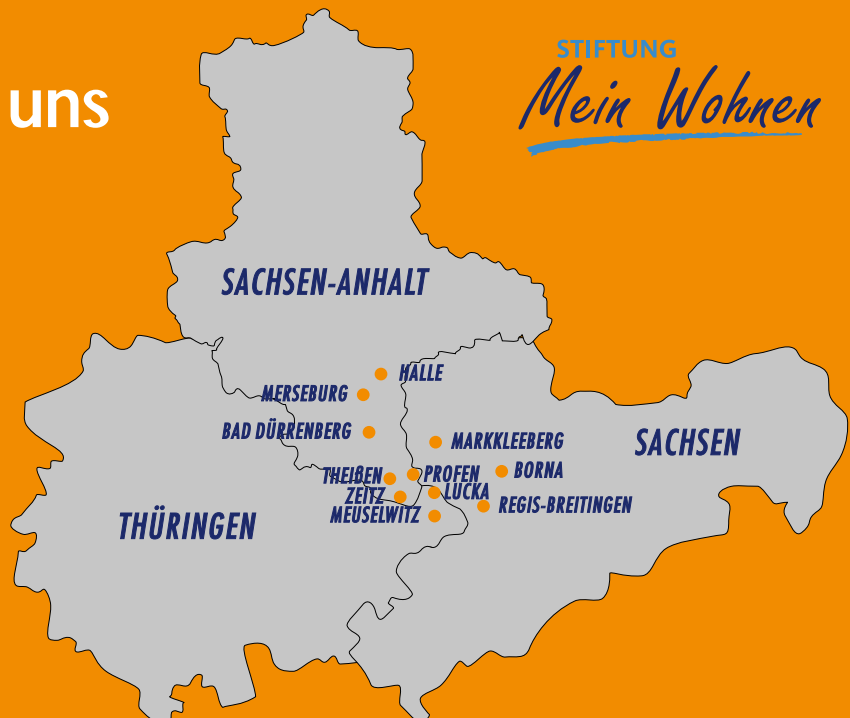 STIFTUNG
Mein Wohnen
uns
SACHSEN-ANHALT
HALLE
MERSEBURG
BAD DÜRRENBERG
MARKKLEEBERG
SACHSEN
THEIßEN
PROFEN
BORNA
ZEITZ
LUCKA
REGIS-BREITINGEN
MEUSELWITZ
THÜRINGEN